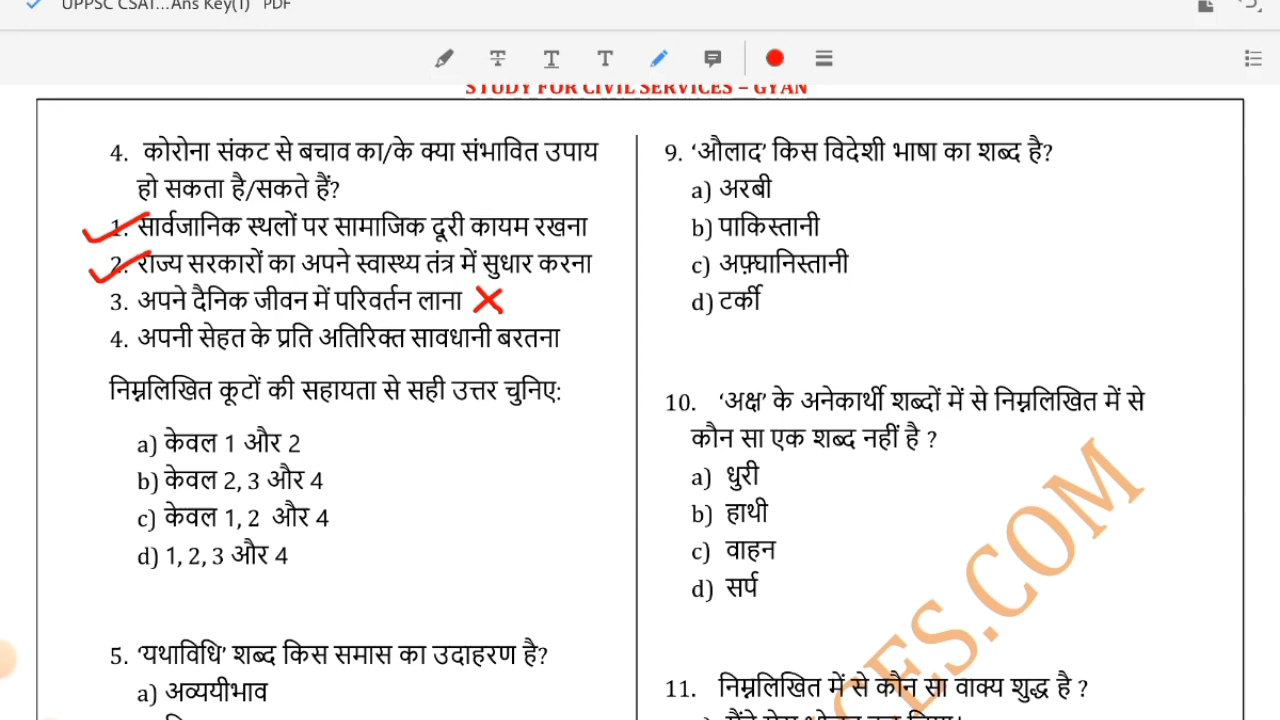 UPPSC CSAT...Ans Key(1) PDF
STUDY FOR CIVIL SERVICES – GYAN
4. कोरोना संकट से बचाव का/के क्या संभावित उपाय
हो सकता है/सकते हैं?
1. सार्वजानिक स्थलों पर सामाजिक दूरी कायम रखना
2. राज्य सरकारों का अपने स्वास्थ्य तंत्र में सुधार करना
3. अपने दैनिक जीवन में परिवर्तन लाना
4. अपनी सेहत के प्रति अतिरिक्त सावधानी बरतना
निम्नलिखित कूटों की सहायता से सही उत्तर चुनिए:
a) केवल 1 और 2
b) केवल 2, 3 और 4
c) केवल 1, 2 और 4
d) 1, 2, 3 और 4
5. ‘यथाविधि’ शब्द किस समास का उदाहरण है?
a) अव्ययीभाव
9. ‘औलाद’ किस विदेशी भाषा का शब्द है?
a) अरबी
b) पाकिस्तानी
c) अफ़्घानिस्तानी
d) टर्की
10. ‘अक्ष’ के अनेकार्थी शब्दों में से निम्नलिखित में से
कौन सा एक शब्द नहीं है ?
a) धुरी
b) हाथी
c) वाहन
d) सर्प
11. निम्नलिखित में से कौन सा वाक्य शुद्ध है ?
CES.COM